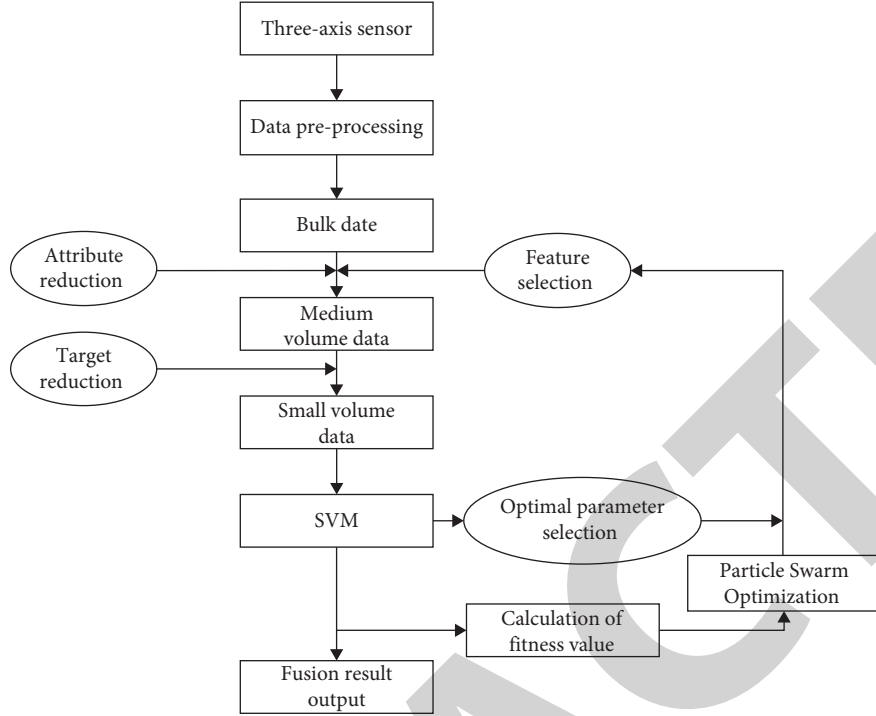 Three-axis sensor
Data pre-processing
Bulk date
Attribute
reduction
Feature
selection
Medium
volume data
Target
reduction
Small volume
data
SVM
Optimal parameter
selection
Particle Swarm
Optimization
Calculation of
fitness value
Fusion result
output